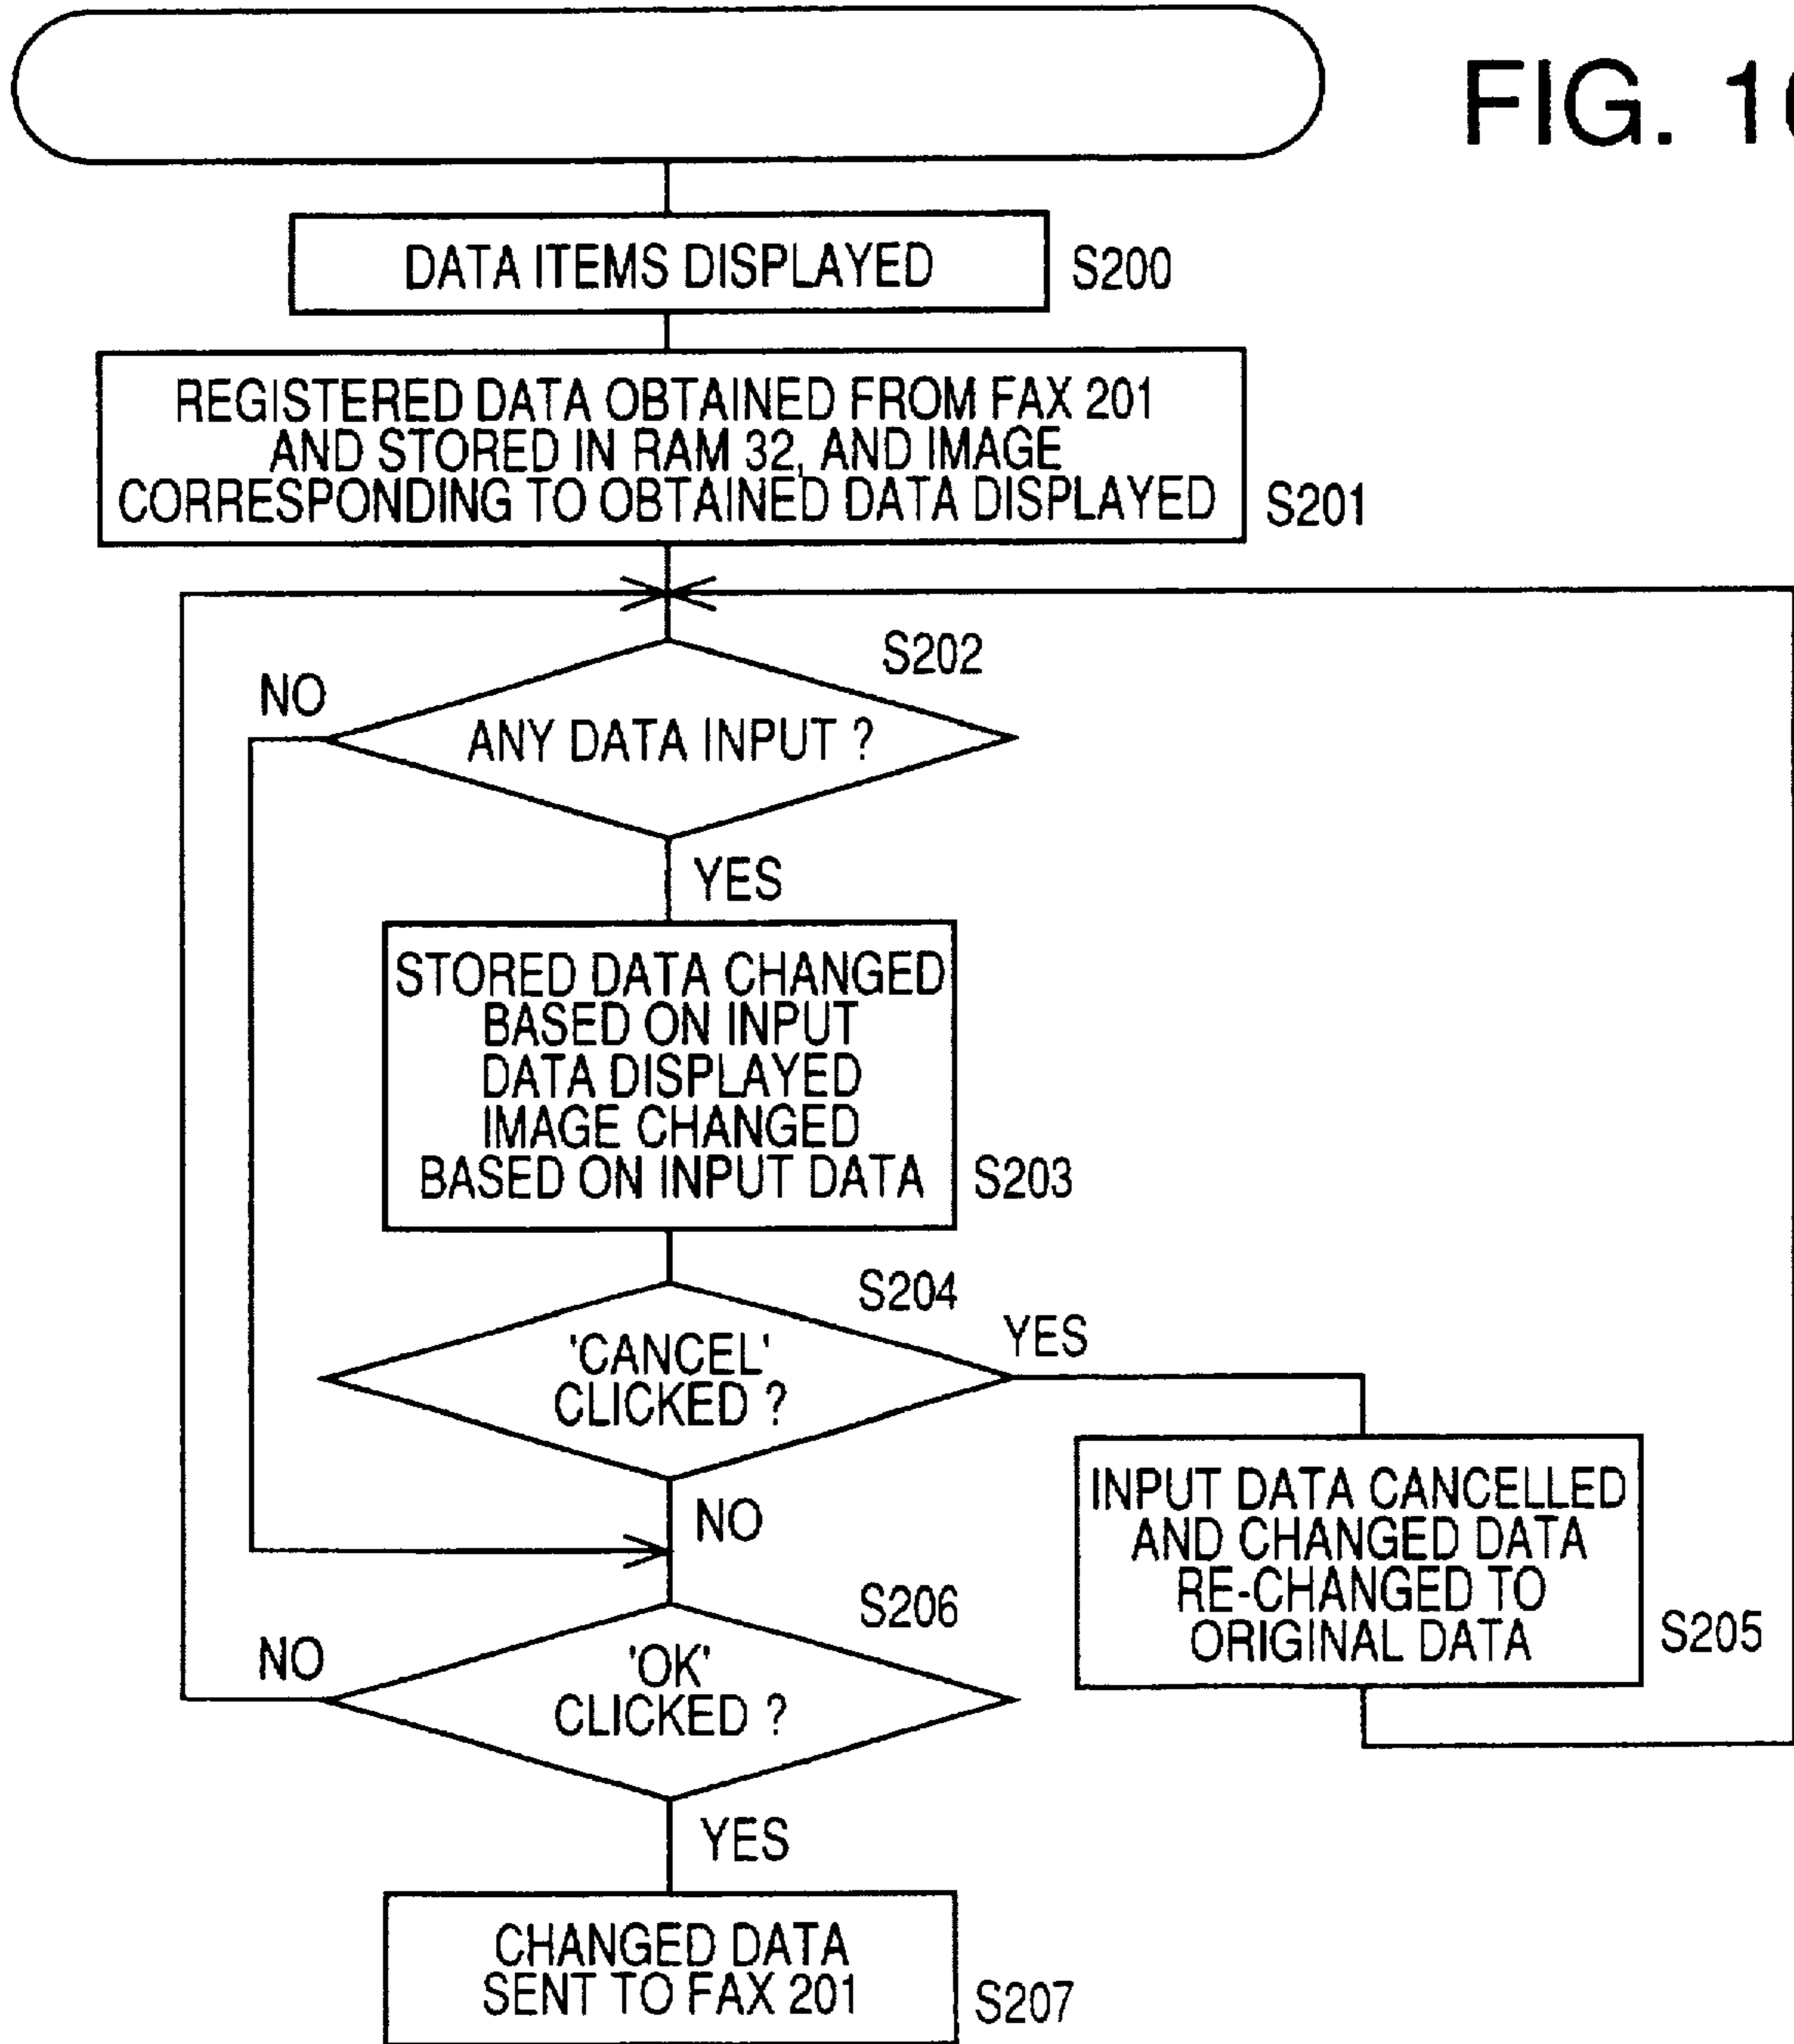 FIG. 10
DATA ITEMS DISPLAYED
S200
REGISTERED DATA OBTAINED FROM FAX 201
AND STORED IN RAM 32, AND IMAGE
CORRESPONDING TO OBTAINED DATA DISPLAYED
S201
S202
NO
ANY DATA INPUT ?
YES
STORED DATA CHANGED
BASED ON INPUT
DATA DISPLAYED
IMAGE CHANGED
BASED ON INPUT DATA
S203
S204
'CANCEL'
CLICKED ?
YES
NO
INPUT DATA CANCELLED
AND CHANGED DATA
RE-CHANGED TO
ORIGINAL DATA
S205
S206
NO
'OK'
CLICKED ?
YES
CHANGED DATA
SENT TO FAX 201
S207